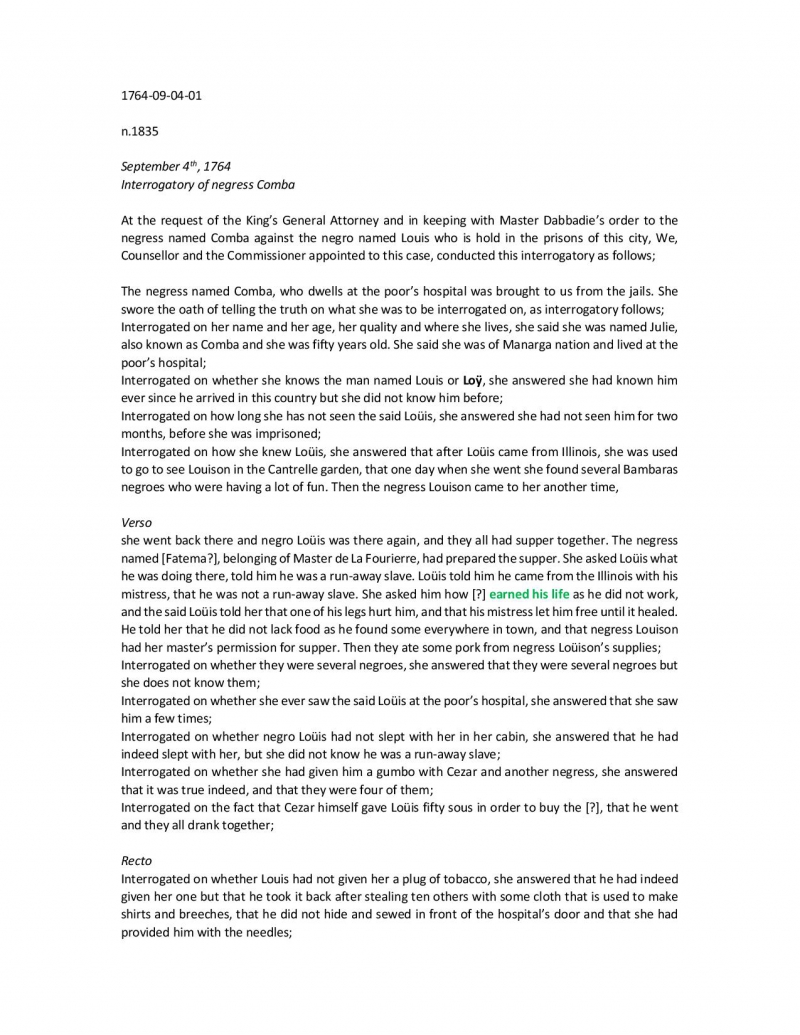 1764-09-04-01
n.1835
September 4th, 1764
Interrogatory of negress Comba
At the request of the King's General Attorney and in keeping with Master Dabbadie's order to the
negress named Comba against the negro named Louis who is hold in the prisons of this city, We,
Counsellor and the Commissioner appointed to this case, conducted this interrogatory as follows;
The negress named Comba, who dwells at the poor's hospital was brought to us from the jails. She
swore the oath of telling the truth on what she was to be interrogated on, as interrogatory follows;
Interrogated on her name and her age, her quality and where she lives, she said she was named Julie,
also known as Comba and she was fifty years old. She said she was of Manarga nation and lived at the
poor's hospital;
Interrogated on whether she knows the man named Louis or Loÿ, she answered she had known him
ever since he arrived in this country but she did not know him before;
Interrogated on how long she has not seen the said Loüis, she answered she had not seen him for two
months, before she was imprisoned;
Interrogated on how she knew Loüis, she answered that after Loüis came from Illinois, she was used
to go to see Louison in the Cantrelle garden, that one day when she went she found several Bambaras
negroes who were having a lot of fun. Then the negress Louison came to her another time,
Verso
she went back there and negro Loüis was there again, and they all had supper together. The negress
named [Fatema?], belonging of Master de La Fourierre, had prepared the supper. She asked Loüis what
he was doing there, told him he was a run-away slave. Loüis told him he came from the Illinois with his
mistress, that he was not a run-away slave. She asked him how [?] earned his life as he did not work,
and the said Loüis told her that one of his legs hurt him, and that his mistress let him free until it healed.
He told her that he did not lack food as he found some everywhere in town, and that negress Louison
had her master's permission for supper. Then they ate some pork from negress Loüison's supplies;
Interrogated on whether they were several negroes, she answered that they were several negroes but
she does not know them;
Interrogated on whether she ever saw the said Loüis at the poor's hospital, she answered that she saw
him a few times;
Interrogated on whether negro Loüis had not slept with her in her cabin, she answered that he had
indeed slept with her, but she did not know he was a run-away slave;
Interrogated on whether she had given him a gumbo with Cezar and another negress, she answered
that it was true indeed, and that they were four of them;
Interrogated on the fact that Cezar himself gave Loüis fifty sous in order to buy the [?], that he went
and they all drank together;
Recto
Interrogated on whether Louis had not given her a plug of tobacco, she answered that he had indeed
given her one but that he took it back after stealing ten others with some cloth that is used to make
shirts and breeches, that he did not hide and sewed in front of the hospital's door and that she had
provided him with the needles;